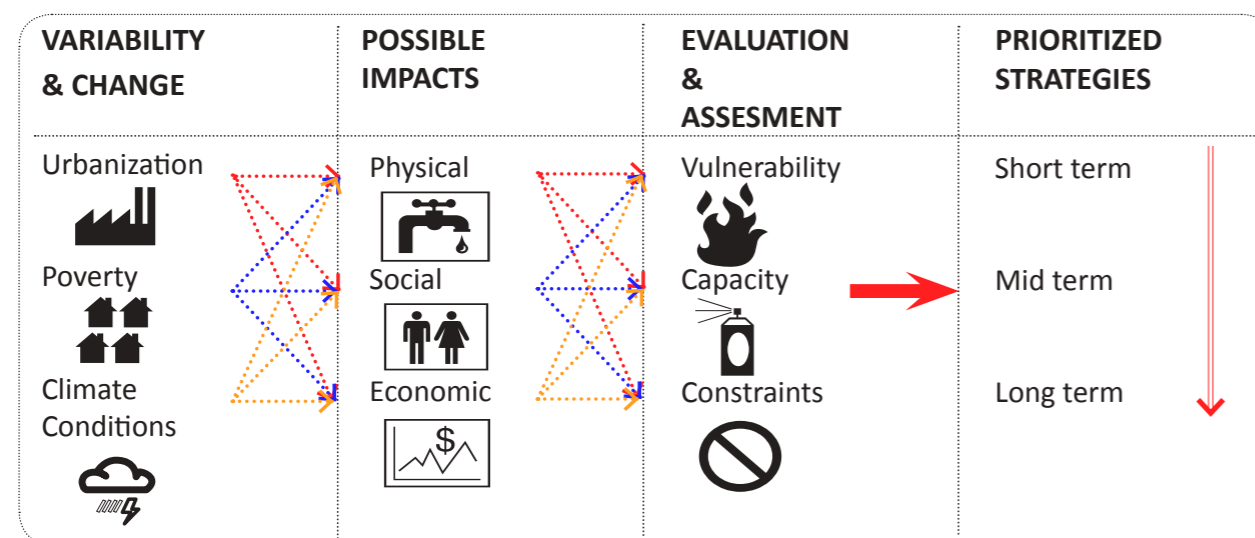 VARIABILITY
& CHANGE
POSSIBLE
IMPACTS
EVALUATION
&
ASSESMENT
PRIORITIZED
STRATEGIES
Urbanization
Physical
Vulnerability
Short term
Poverty
Social
Capacity
Mid term
Climate
Conditions
Economic
$
Constraints
Long term